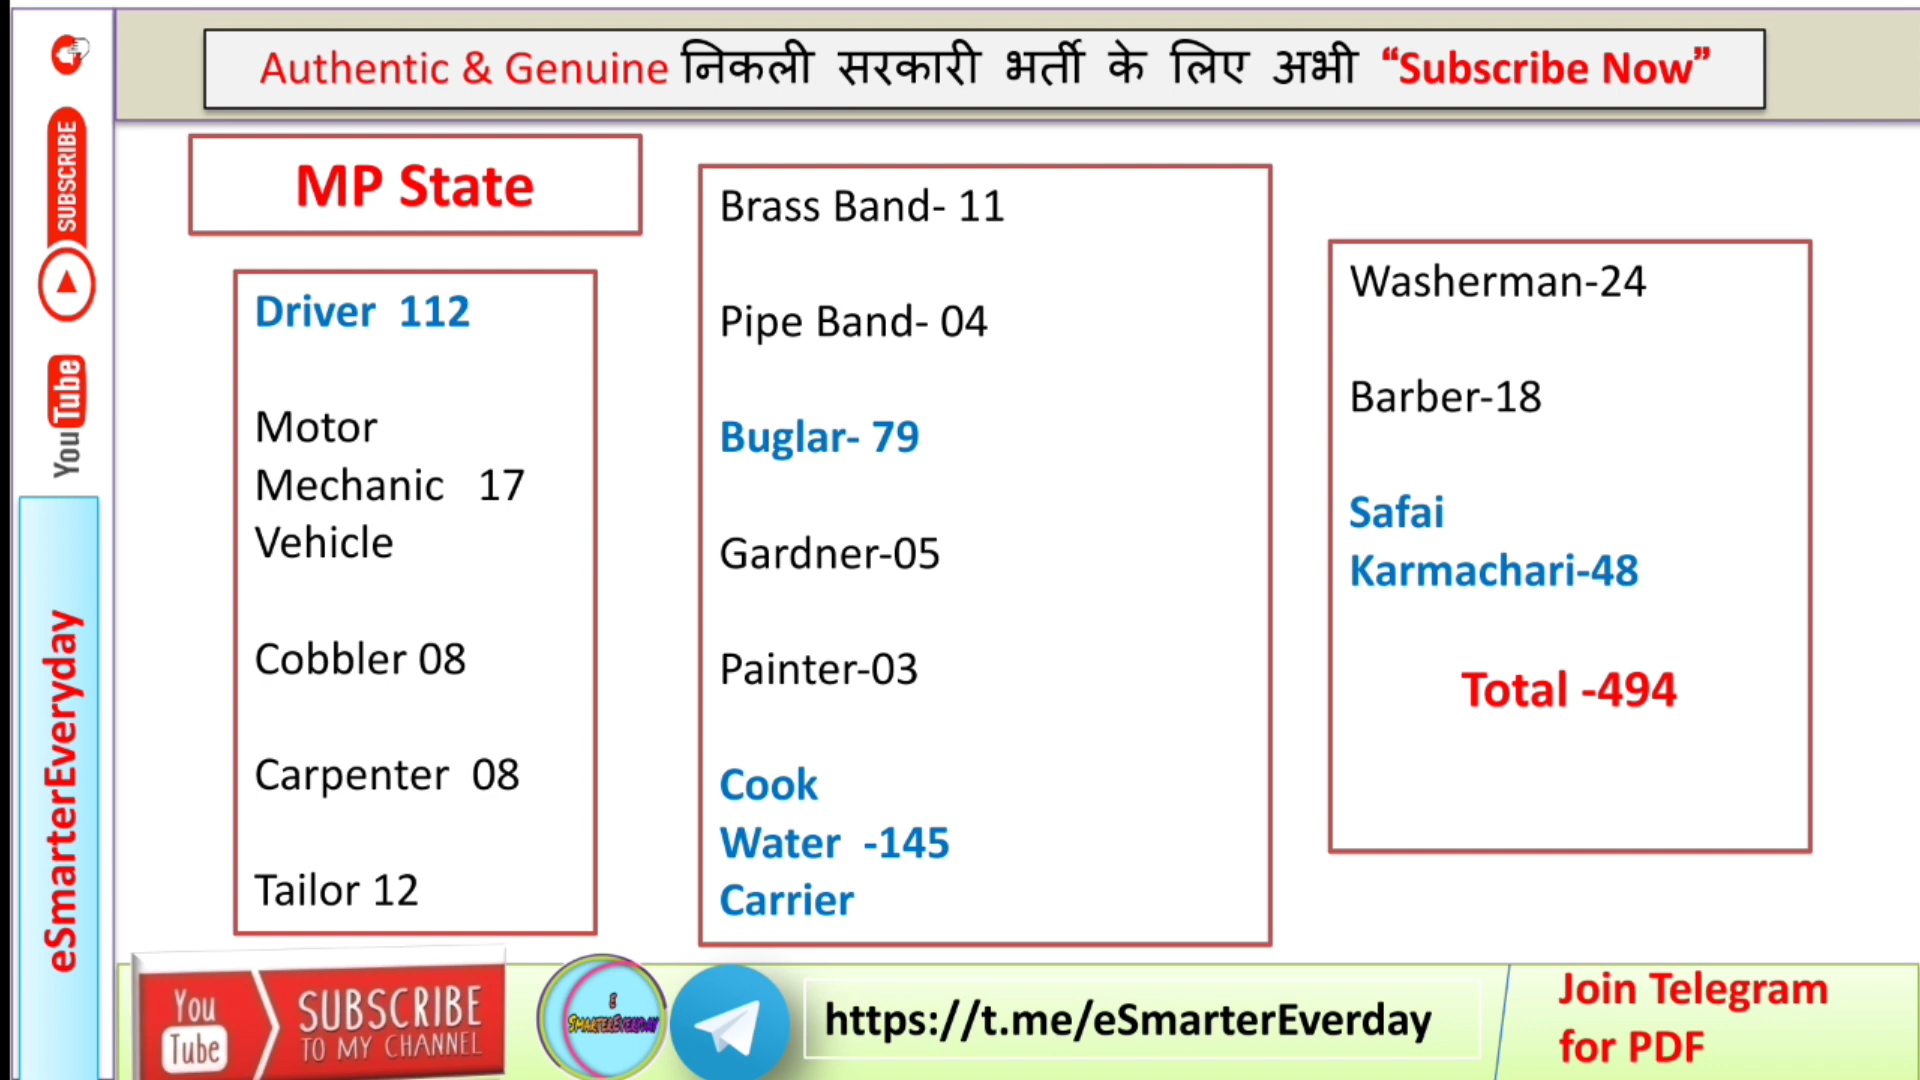 Authentic & Genuine निकली सरकारी भर्ती के लिए अभी “Subscribe Now”
SUBSCRIBE
YouTube
eSmarterEveryday
MP State
Driver 112
Motor
Mechanic 17
Vehicle
Cobbler 08
Carpenter 08
Tailor 12
Brass Band- 11
Pipe Band- 04
Buglar- 79
Gardner-05
Painter-03
Cook
Water -145
Carrier
Washerman-24
Barber-18
Safai
Karmachari-48
Total -494
You
Tube
SUBSCRIBE
TO MY CHANNEL
E
SMARTEREVERYDAY
https://t.me/eSmarterEverday
Join Telegram
for PDF